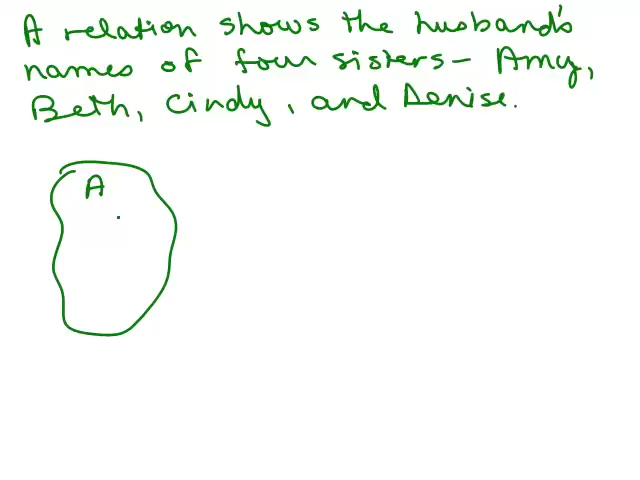 A relation shows the husband's
names of four sisters - Amy,
Beth, Cindy, and Denise.
A